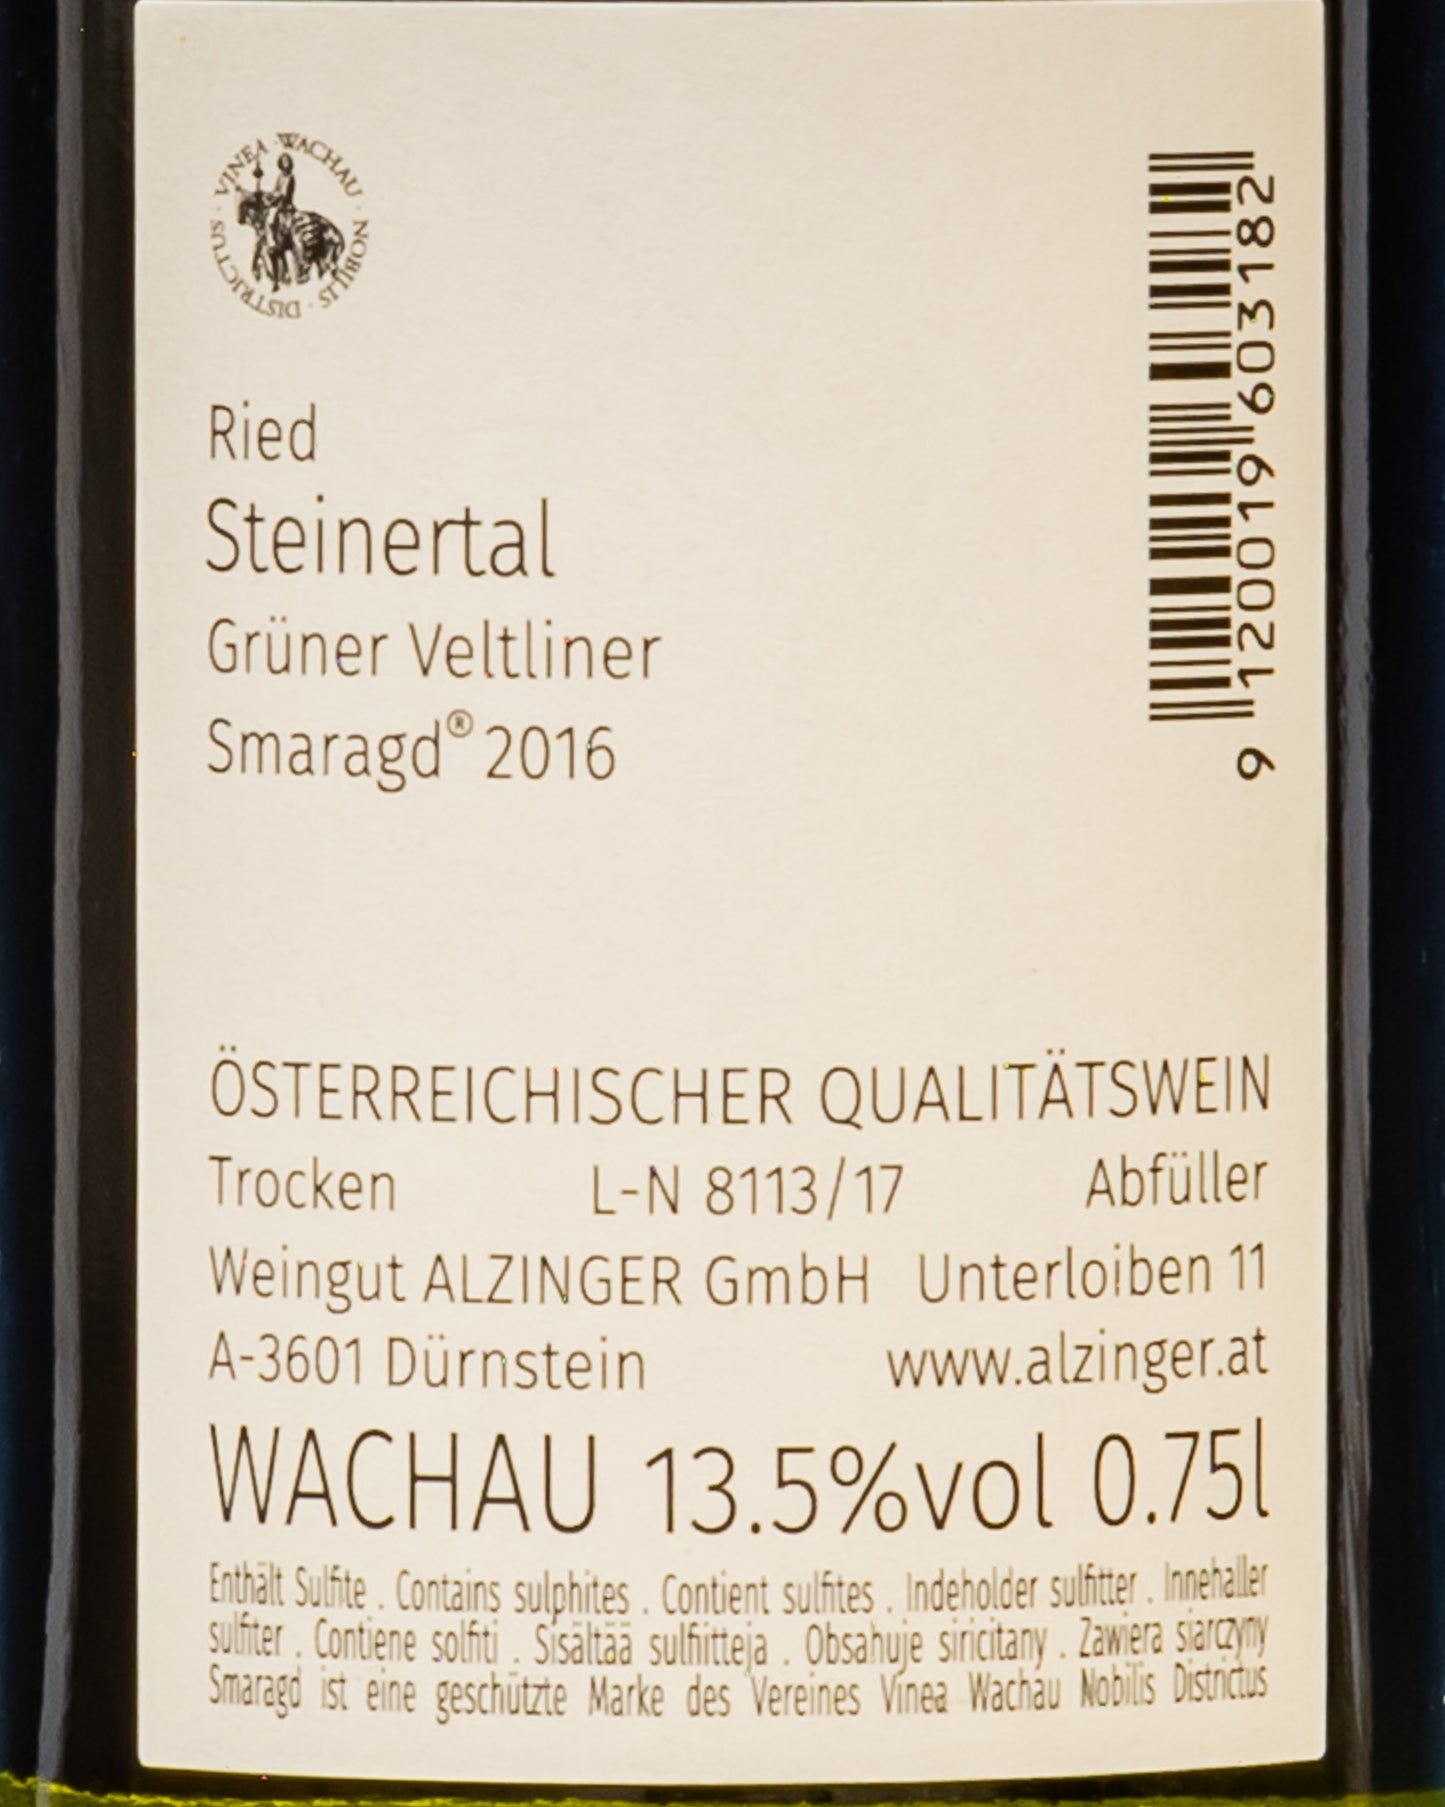 VINEA · WACHAU · NOBILIS · DISTRICTUS ·
9 120019 603182
Ried
Steinertal
Grüner Veltliner
Smaragd® 2016
ÖSTERREICHISCHER QUALITÄTSWEIN
Trocken L-N 8113/17 Abfüller
Weingut ALZINGER GmbH Unterloiben 11
A-3601 Dürnstein www.alzinger.at
WACHAU 13.5%vol 0.75l
Enthält Sulfite . Contains sulphites . Contient sulfites . Indeholder sulfitter . Innehaller
sulfiter . Contiene solfiti . Sisältää sulfiitteja . Obsahuje siricitany . Zawiera siarczyny
Smaragd ist eine geschützte Marke des Vereines Vinea Wachau Nobilis Districtus